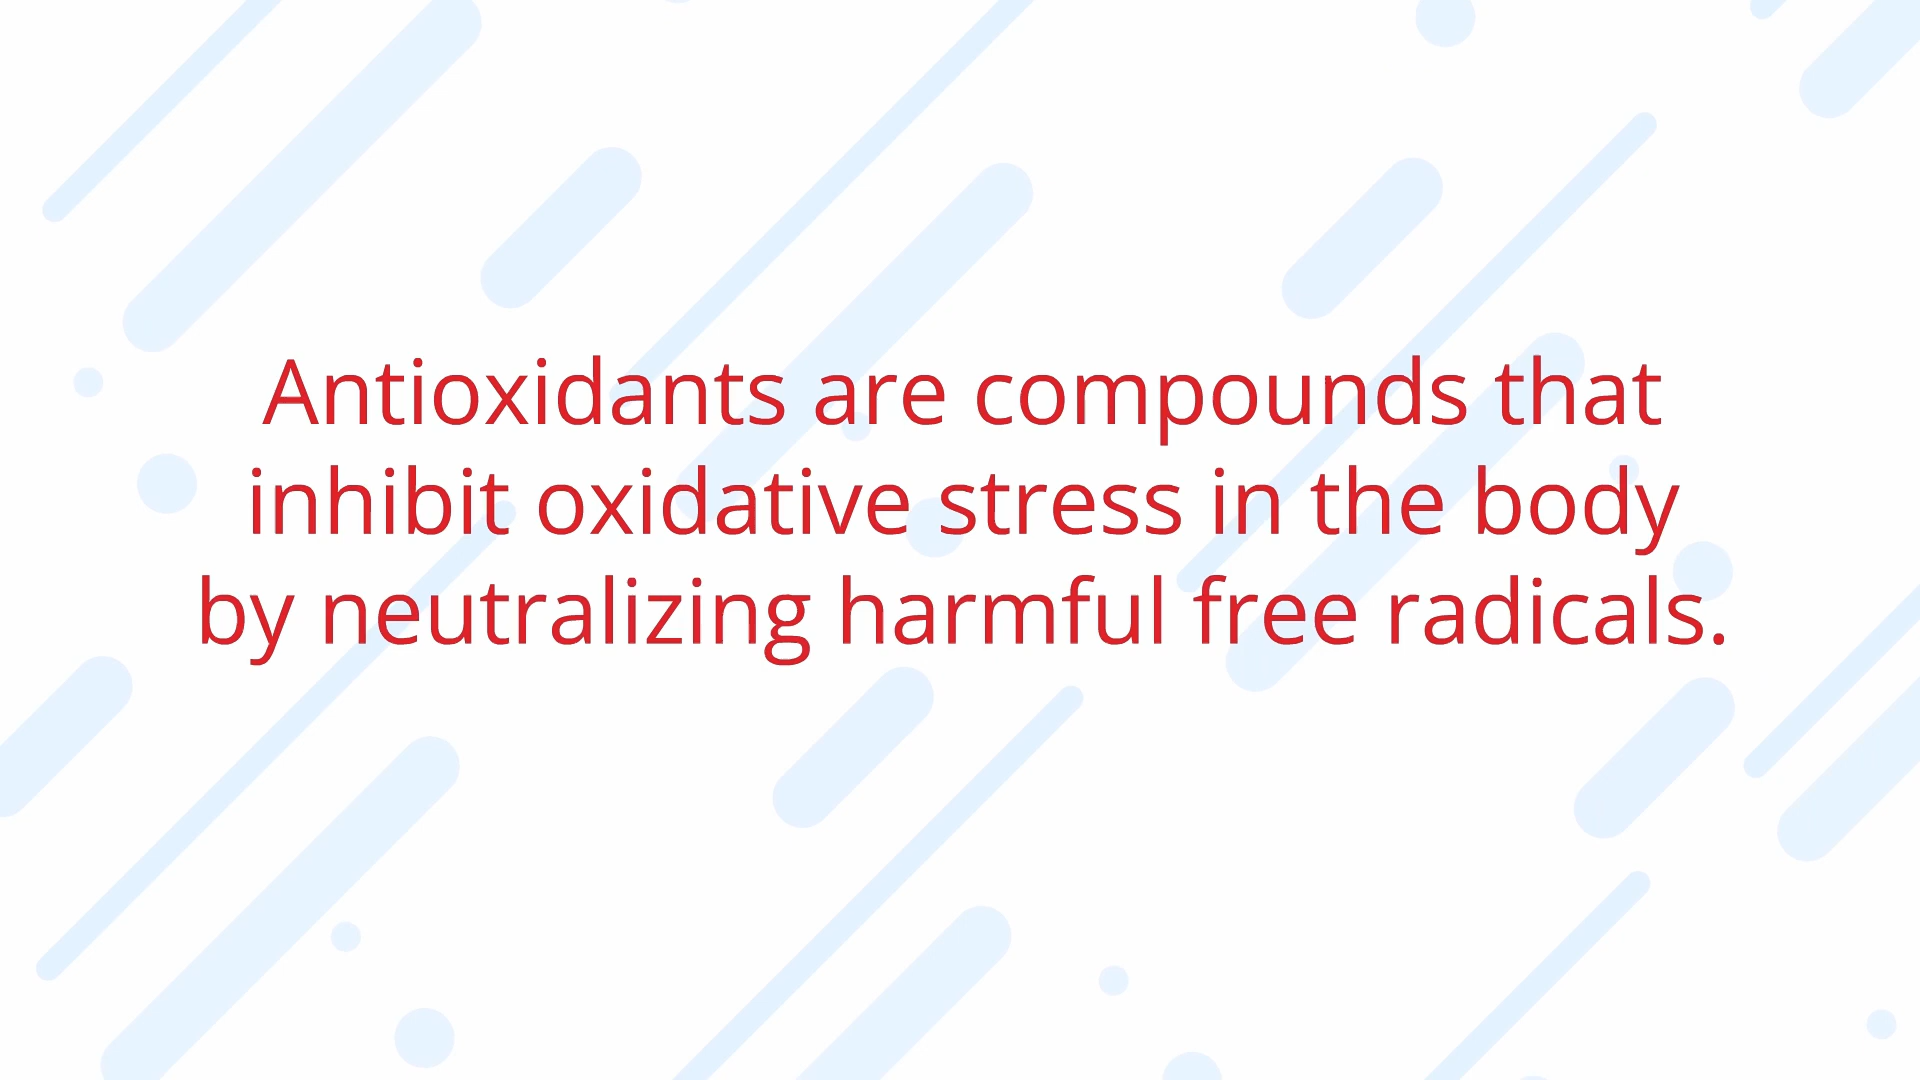 Antioxidants are compounds that
inhibit oxidative stress in the body
by neutralizing harmful free radicals.